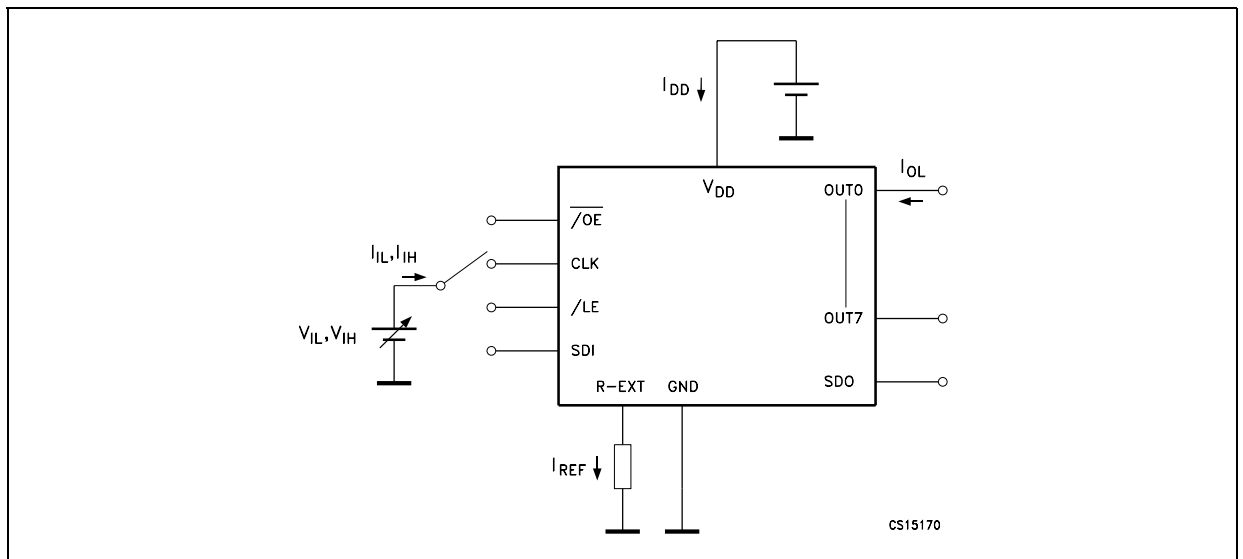 I_DD
V_DD
I_OL
OUT0
/OE
I_IL,I_IH
CLK
/LE
OUT7
V_IL,V_IH
SDI
SDO
R-EXT
GND
I_REF
CS15170